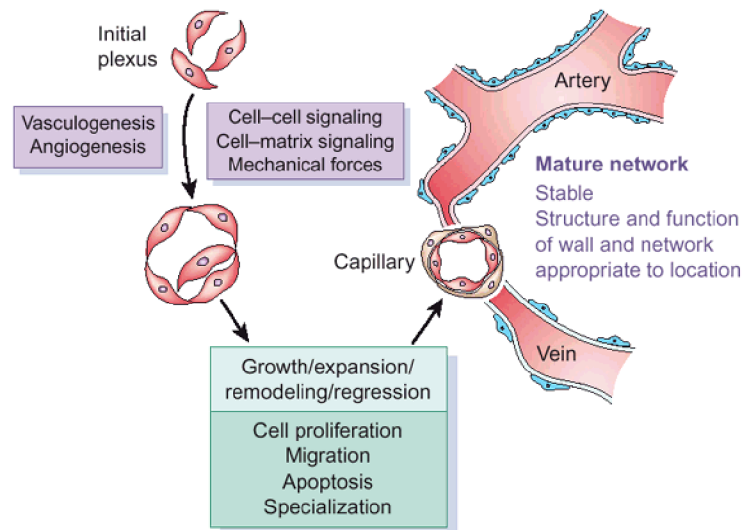 Initial
plexus
Vasculogenesis
Angiogenesis
Cell–cell signaling
Cell–matrix signaling
Mechanical forces
Artery
Mature network
Stable
Structure and function
of wall and network
appropriate to location
Capillary
Vein
Growth/expansion/
remodeling/regression
Cell proliferation
Migration
Apoptosis
Specialization